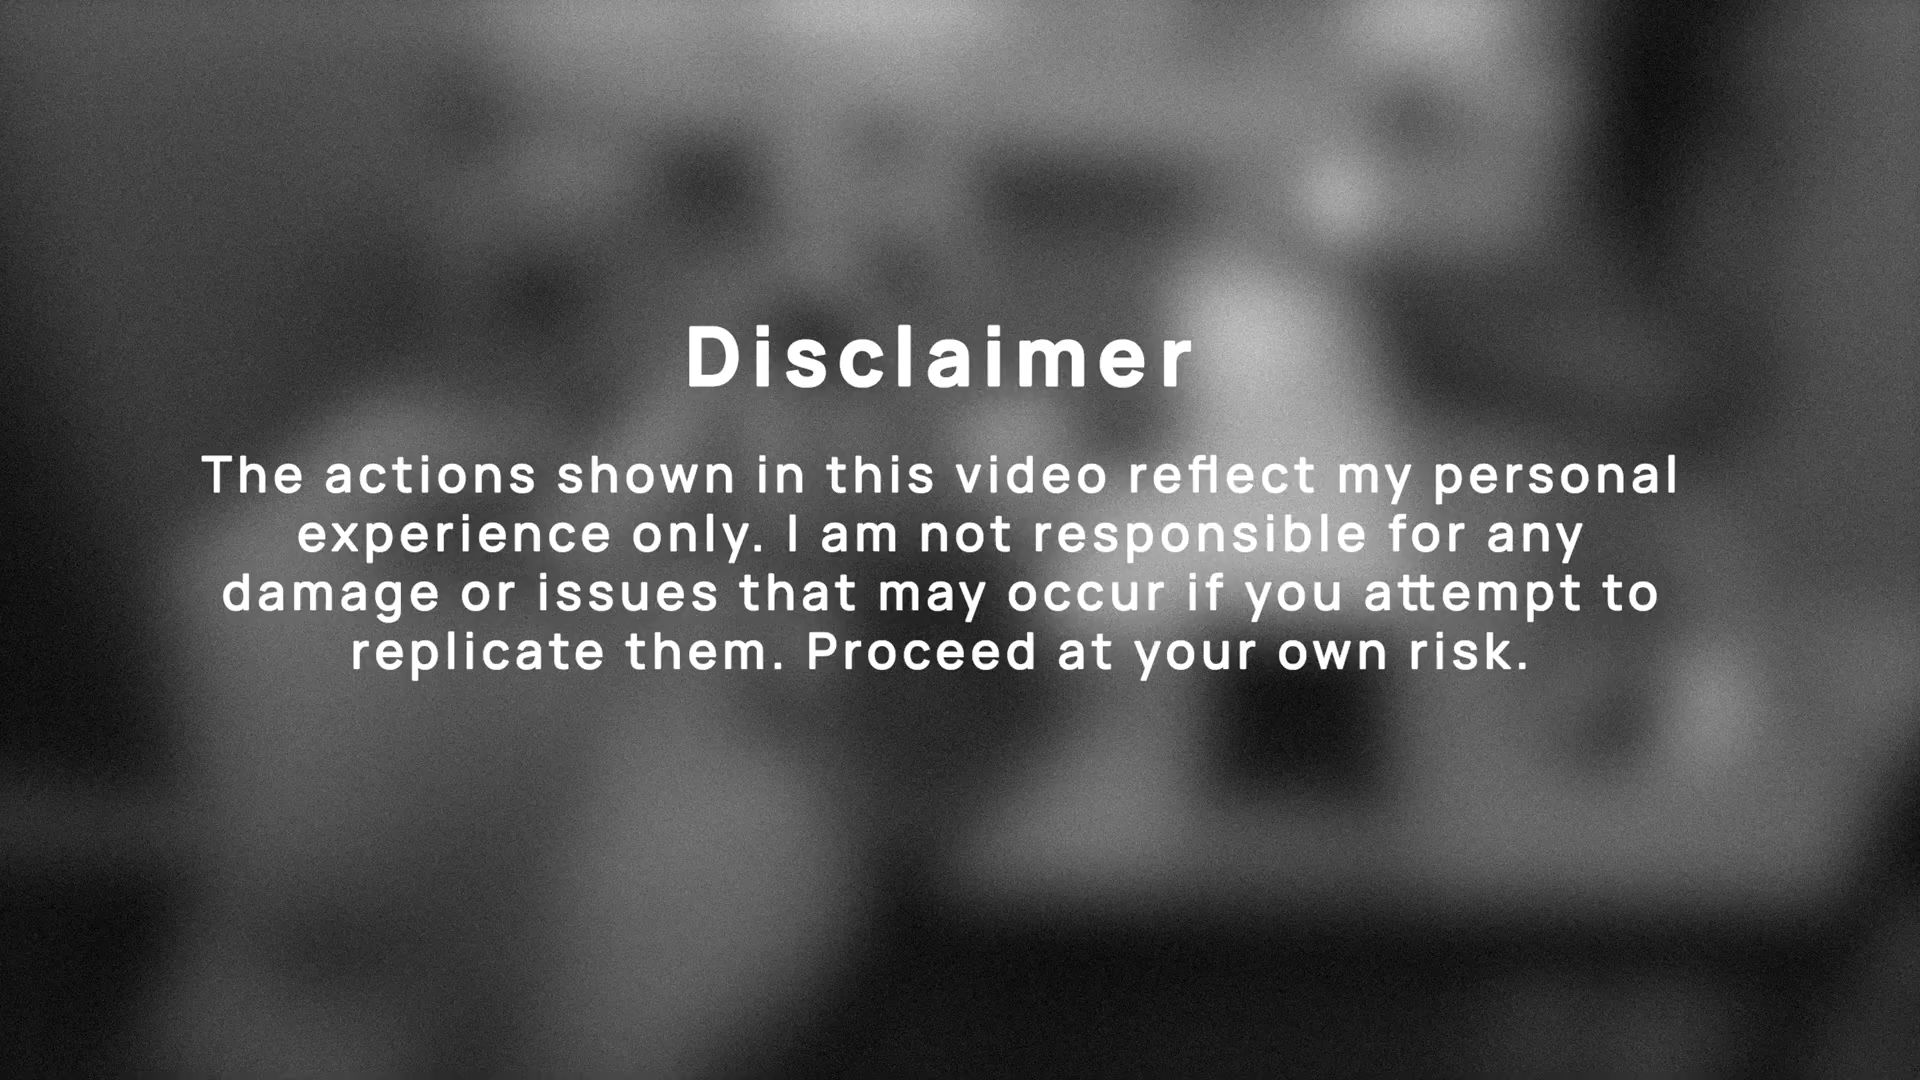 Disclaimer
The actions shown in this video reflect my personal
experience only. I am not responsible for any
damage or issues that may occur if you attempt to
replicate them. Proceed at your own risk.